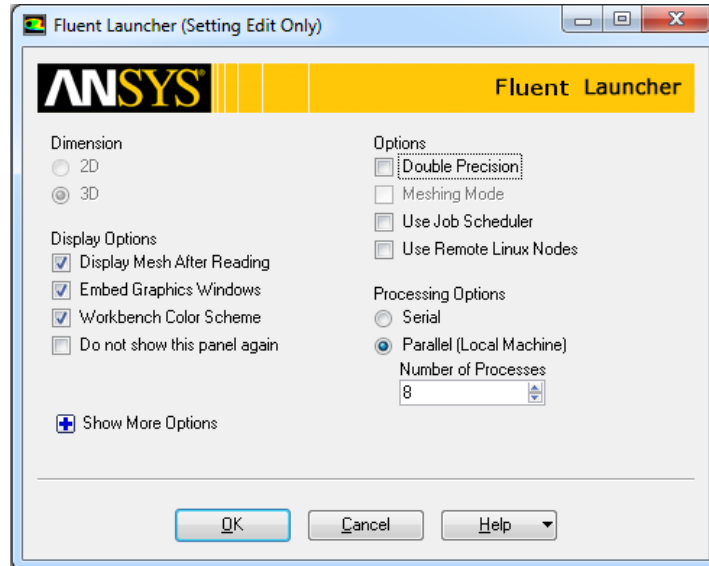 Fluent Launcher (Setting Edit Only)
ANSYS®
Fluent Launcher
Dimension
2D
3D
Display Options
Display Mesh After Reading
Embed Graphics Windows
Workbench Color Scheme
Do not show this panel again
Show More Options
Options
Double Precision
Meshing Mode
Use Job Scheduler
Use Remote Linux Nodes
Processing Options
Serial
Parallel (Local Machine)
Number of Processes
8
OK Cancel Help